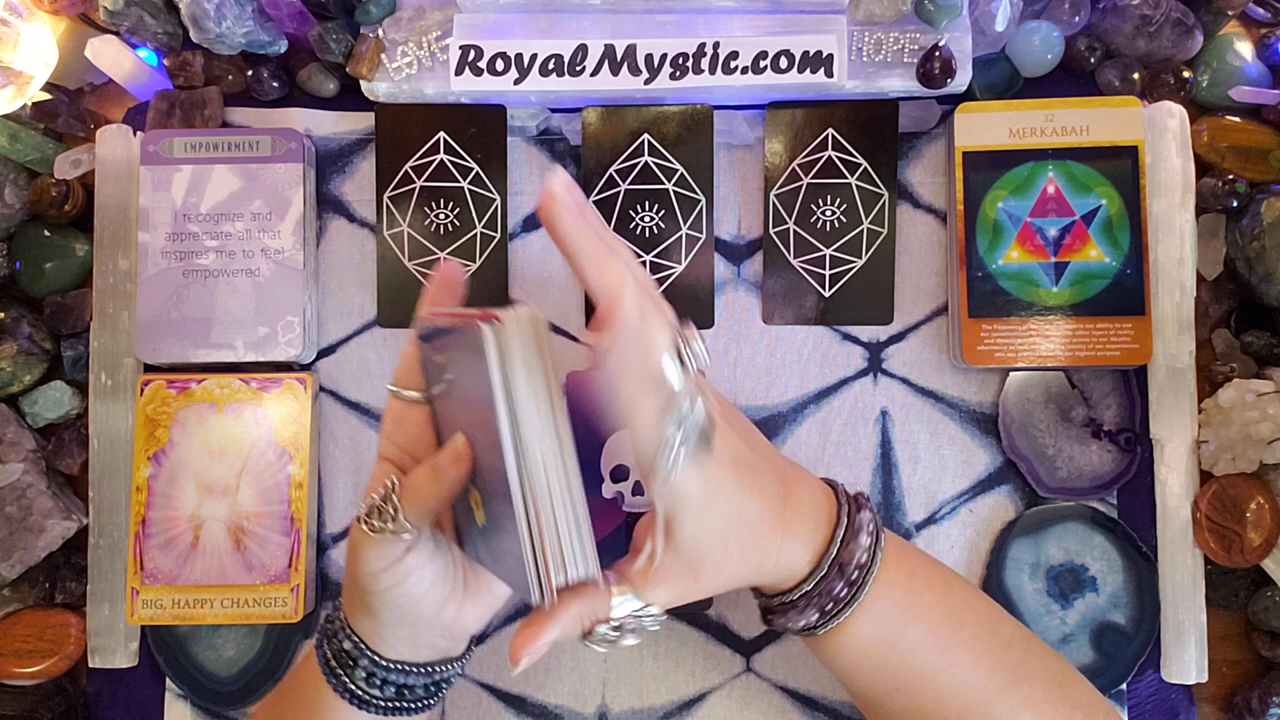 LOVE
RoyalMystic.com
HOPE
EMPOWERMENT
I recognize and
appreciate all that
inspires me to feel
empowered.
32
MERKABAH
BIG, HAPPY CHANGES